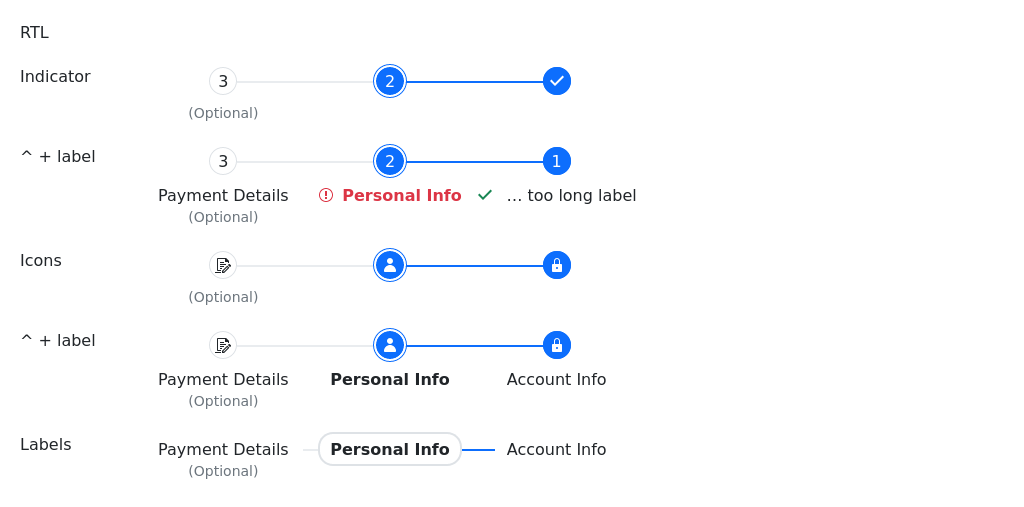 RTL
Indicator
3 2
(Optional)
^ + label
3 2 1
Payment Details Personal Info ... too long label
(Optional)
Icons
(Optional)
^ + label
Payment Details Personal Info Account Info
(Optional)
Labels
Payment Details Personal Info Account Info
(Optional)